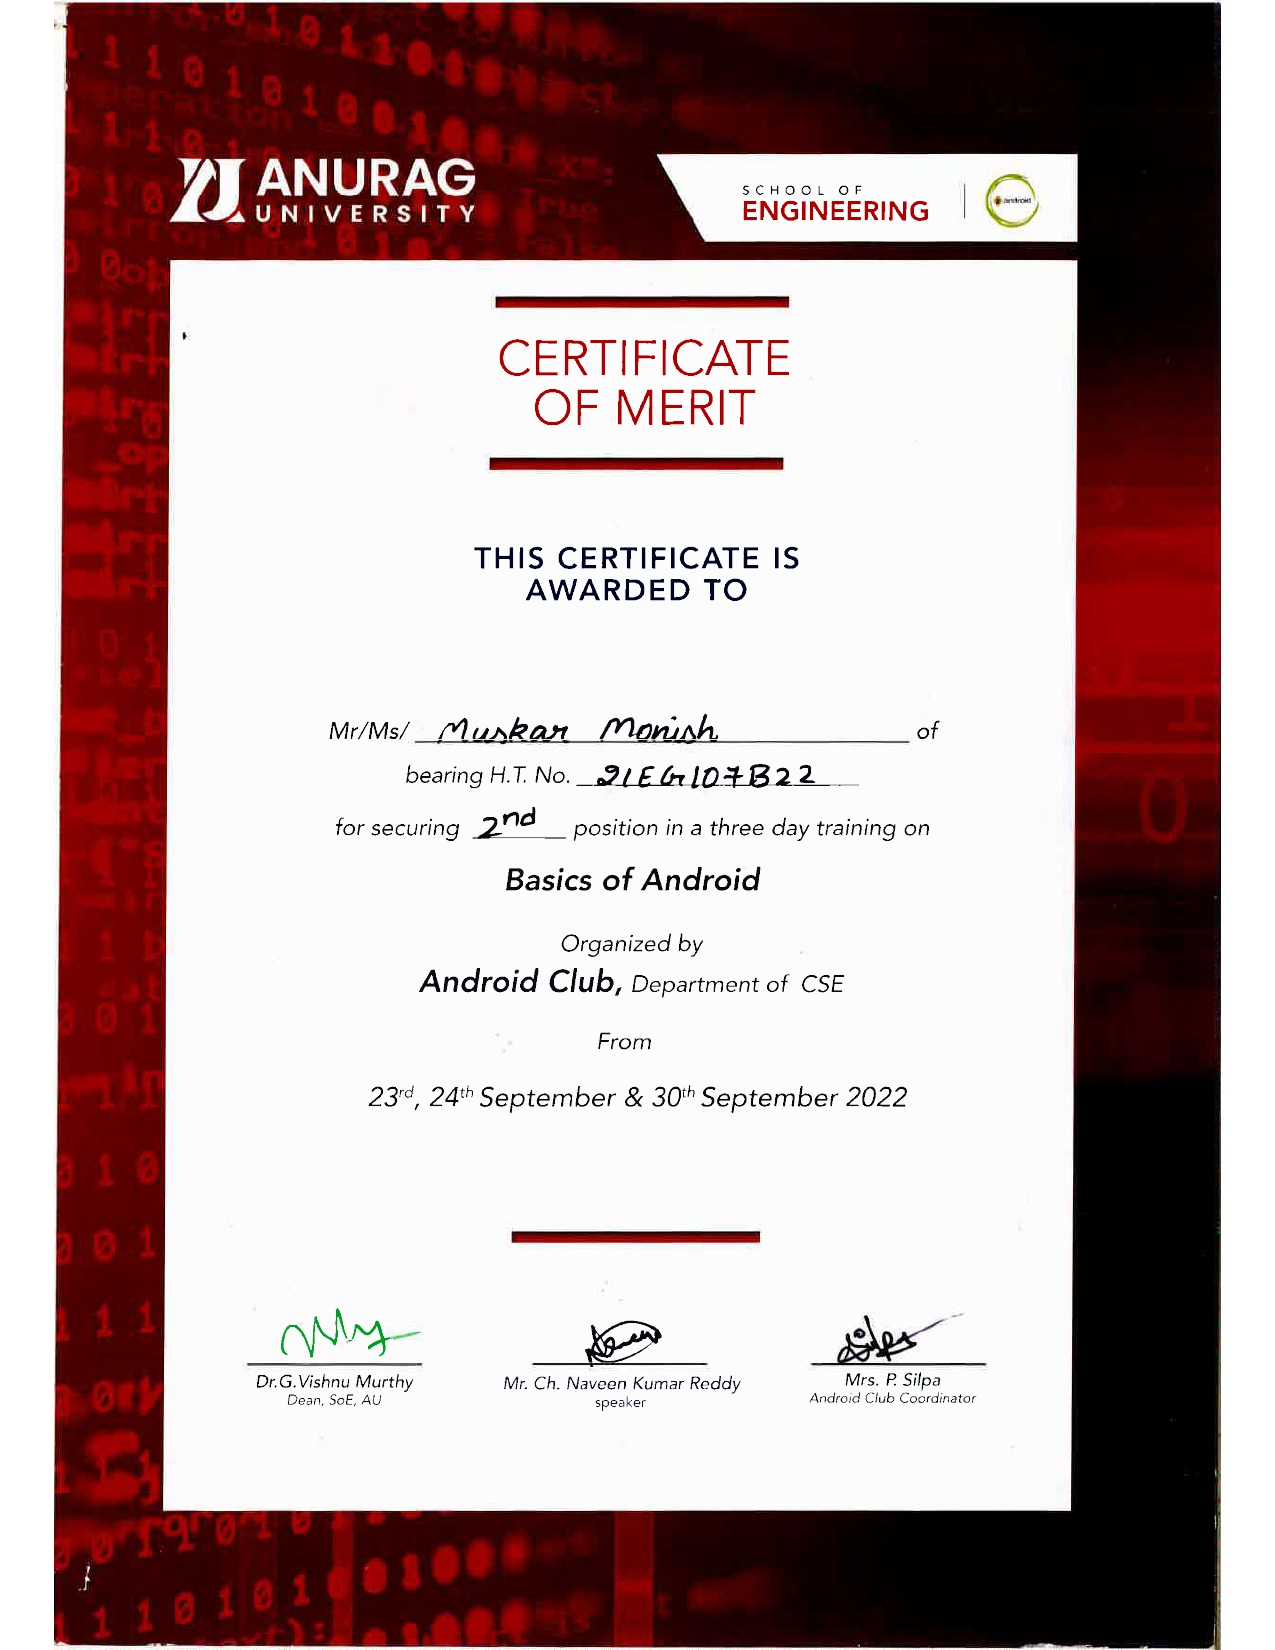 ANURAG
UNIVERSITY
SCHOOL OF
ENGINEERING
android
CERTIFICATE
OF MERIT
THIS CERTIFICATE IS
AWARDED TO
Mr/Ms/ Muskan Monish of
bearing H.T. No. 21EG107B22
for securing 2nd position in a three day training on
Basics of Android
Organized by
Android Club, Department of CSE
From
23rd, 24th September & 30th September 2022
Dr.G.Vishnu Murthy
Dean, SoE, AU
Mr. Ch. Naveen Kumar Reddy
speaker
Mrs. P. Silpa
Android Club Coordinator